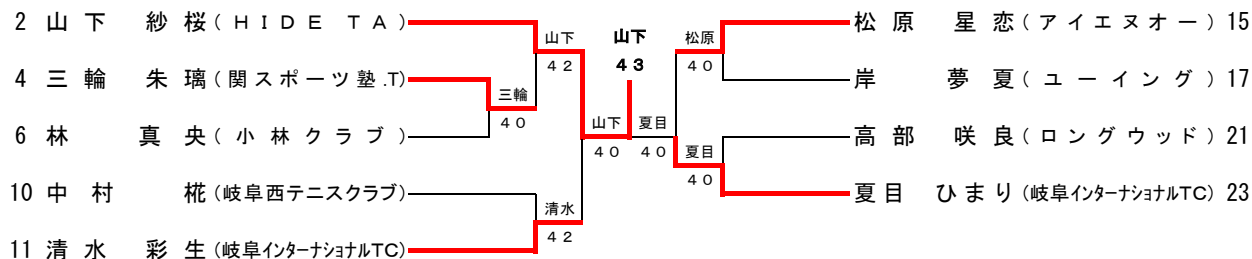 2 山下 紗桜(HIDE TA)
4 三輪 朱璃(関スポーツ塾.T)
6 林 真央(小林クラブ)
10 中村 椛(岐阜西テニスクラブ)
11 清水 彩生(岐阜インターナショナルTC)
山下
42
三輪
40
清水
42
山下
40
山下
43
夏目
40
松原
40
夏目
40
松原 星恋(アイエヌオー) 15
岸 夢夏(ユーイング) 17
高部 咲良(ロングウッド) 21
夏目 ひまり(岐阜インターナショナルTC) 23